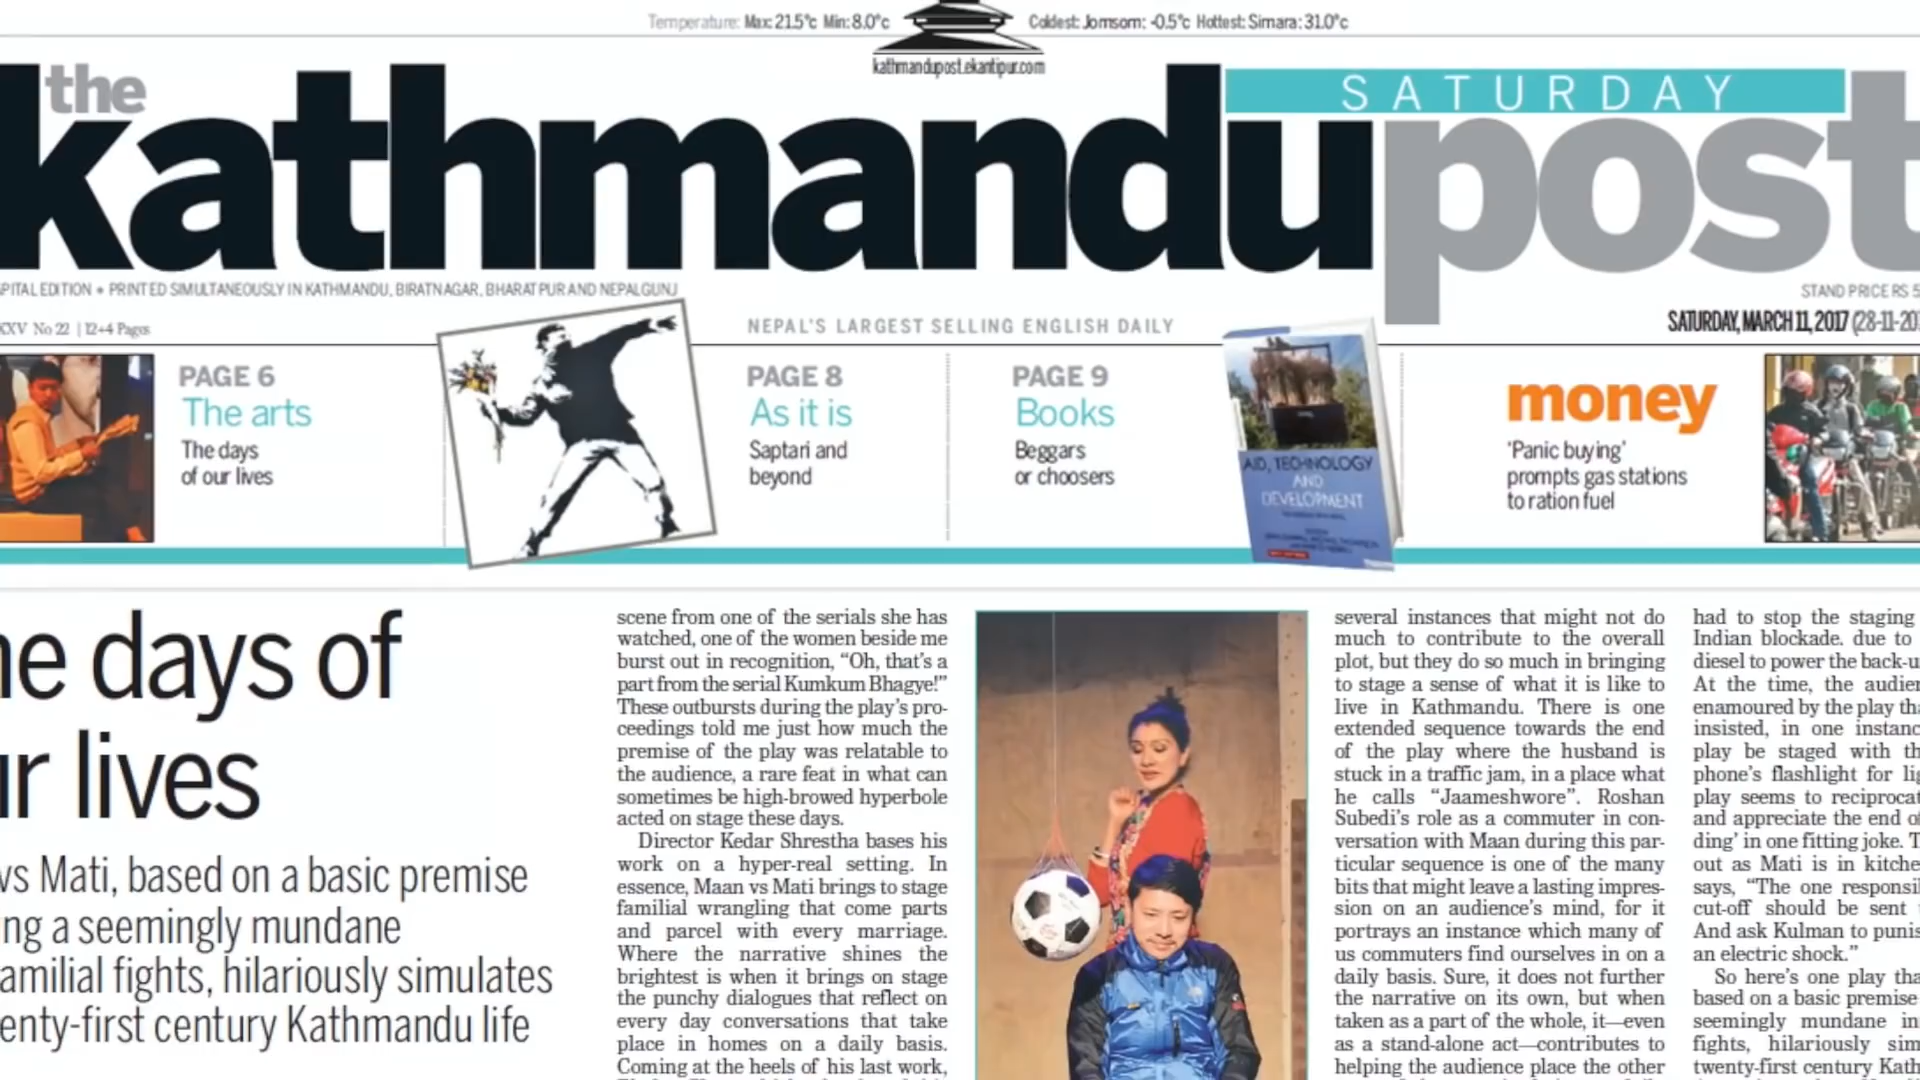 Temperature: Max: 21.5°c Min: 8.0°c
Coldest: Jomsom: -0.5°c Hottest: Simara: 31.0°c
kathmandupost.ekantipur.com
the kathmandu post
SATURDAY
EDITION • PRINTED SIMULTANEOUSLY IN KATHMANDU, BIRATNAGAR, BHARATPUR AND NEPALGUNJ
STAND PRICE RS 5
No 22 | 12+4 Pages
NEPAL'S LARGEST SELLING ENGLISH DAILY
SATURDAY, MARCH 11, 2017 (28-11-20
PAGE 6
The arts
The days
of our lives
PAGE 8
As it is
Saptari and
beyond
PAGE 9
Books
Beggars
or choosers
AID, TECHNOLOGY
AND
DEVELOPMENT
money
'Panic buying'
prompts gas stations
to ration fuel
days of
lives
vs Mati, based on a basic premise
a seemingly mundane
fights, hilariously simulates
century Kathmandu life
scene from one of the serials she has
watched, one of the women beside me
burst out in recognition, “Oh, that's a
part from the serial Kumkum Bhagye!”
These outbursts during the play's pro-
ceedings told me just how much the
premise of the play was relatable to
the audience, a rare feat in what can
sometimes be high-browed hyperbole
acted on stage these days.
Director Kedar Shrestha bases his
work on a hyper-real setting. In
essence, Maan vs Mati brings to stage
familial wrangling that come parts
and parcel with every marriage.
Where the narrative shines the
brightest is when it brings on stage
the punchy dialogues that reflect on
every day conversations that take
place in homes on a daily basis.
Coming at the heels of his last work,
several instances that might not do
much to contribute to the overall
plot, but they do so much in bringing
to stage a sense of what it is like to
live in Kathmandu. There is one
extended sequence towards the end
of the play where the husband is
stuck in a traffic jam, in a place what
he calls “Jaameshwore”. Roshan
Subedi's role as a commuter in con-
versation with Maan during this par-
ticular sequence is one of the many
bits that might leave a lasting impres-
sion on an audience's mind, for it
portrays an instance which many of
us commuters find ourselves in on a
daily basis. Sure, it does not further
the narrative on its own, but when
taken as a part of the whole, it—even
as a stand-alone act—contributes to
helping the audience place the other
had to stop the staging
Indian blockade. due to
diesel to power the back-u
At the time, the audien
enamoured by the play tha
insisted, in one instanc
play be staged with th
phone's flashlight for lig
play seems to reciprocat
and appreciate the end of
ding' in one fitting joke. T
out as Mati is in kitche
says, “The one responsi
cut-off should be sent
And ask Kulman to punis
an electric shock.”
So here's one play tha
based on a basic premise
seemingly mundane in
fights, hilariously sim
twenty-first century Kath